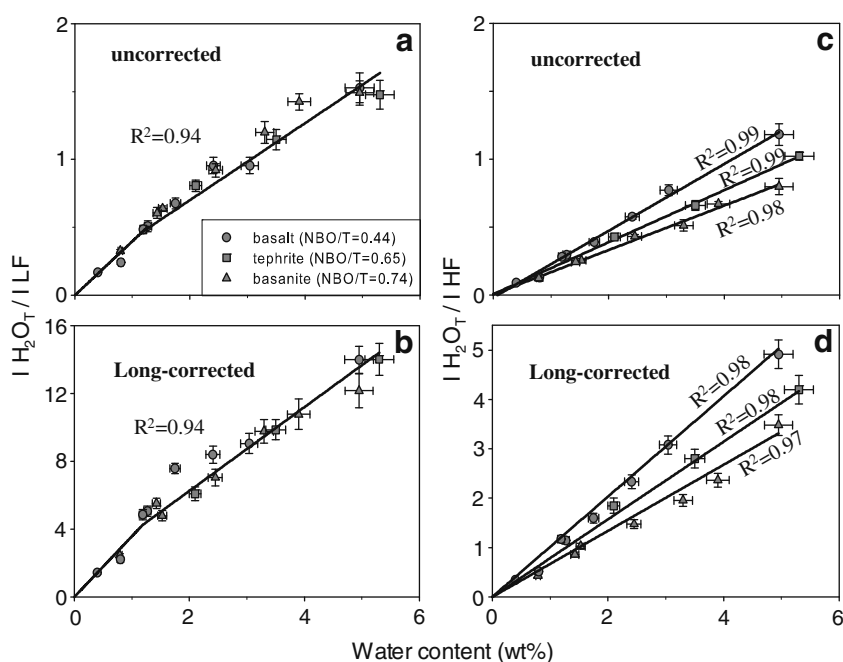 2
a
uncorrected
R²=0.94
1
basalt (NBO/T=0.44)
tephrite (NBO/T=0.65)
basanite (NBO/T=0.74)
0
I H₂O_T / I LF
16
b
Long-corrected
12
R²=0.94
8
4
0
0 2 4 6
2
c
uncorrected
R²=0.99
R²=0.99
R²=0.98
1
0
I H₂O_T / I HF
d
5
Long-corrected
R²=0.98
R²=0.98
R²=0.97
4
3
2
1
0
0 2 4 6
Water content (wt%)